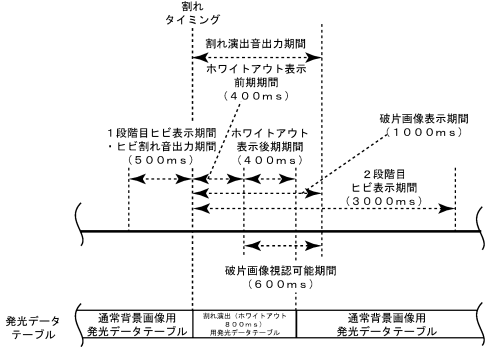 割れ
タイミング
割れ演出音出力期間
ホワイトアウト表示
前期期間
（４００ｍｓ）
破片画像表示期間
（１０００ｍｓ）
１段階目ヒビ表示期間
・ヒビ割れ音出力期間
（５００ｍｓ）
ホワイトアウト
表示後期期間
（４００ｍｓ）
２段階目
ヒビ表示期間
（３０００ｍｓ）
破片画像視認可能期間
（６００ｍｓ）
発光データ
テーブル
通常背景画像用
発光データテーブル
割れ演出（ホワイトアウト
８００ｍｓ）
用発光データテーブル
通常背景画像用
発光データテーブル